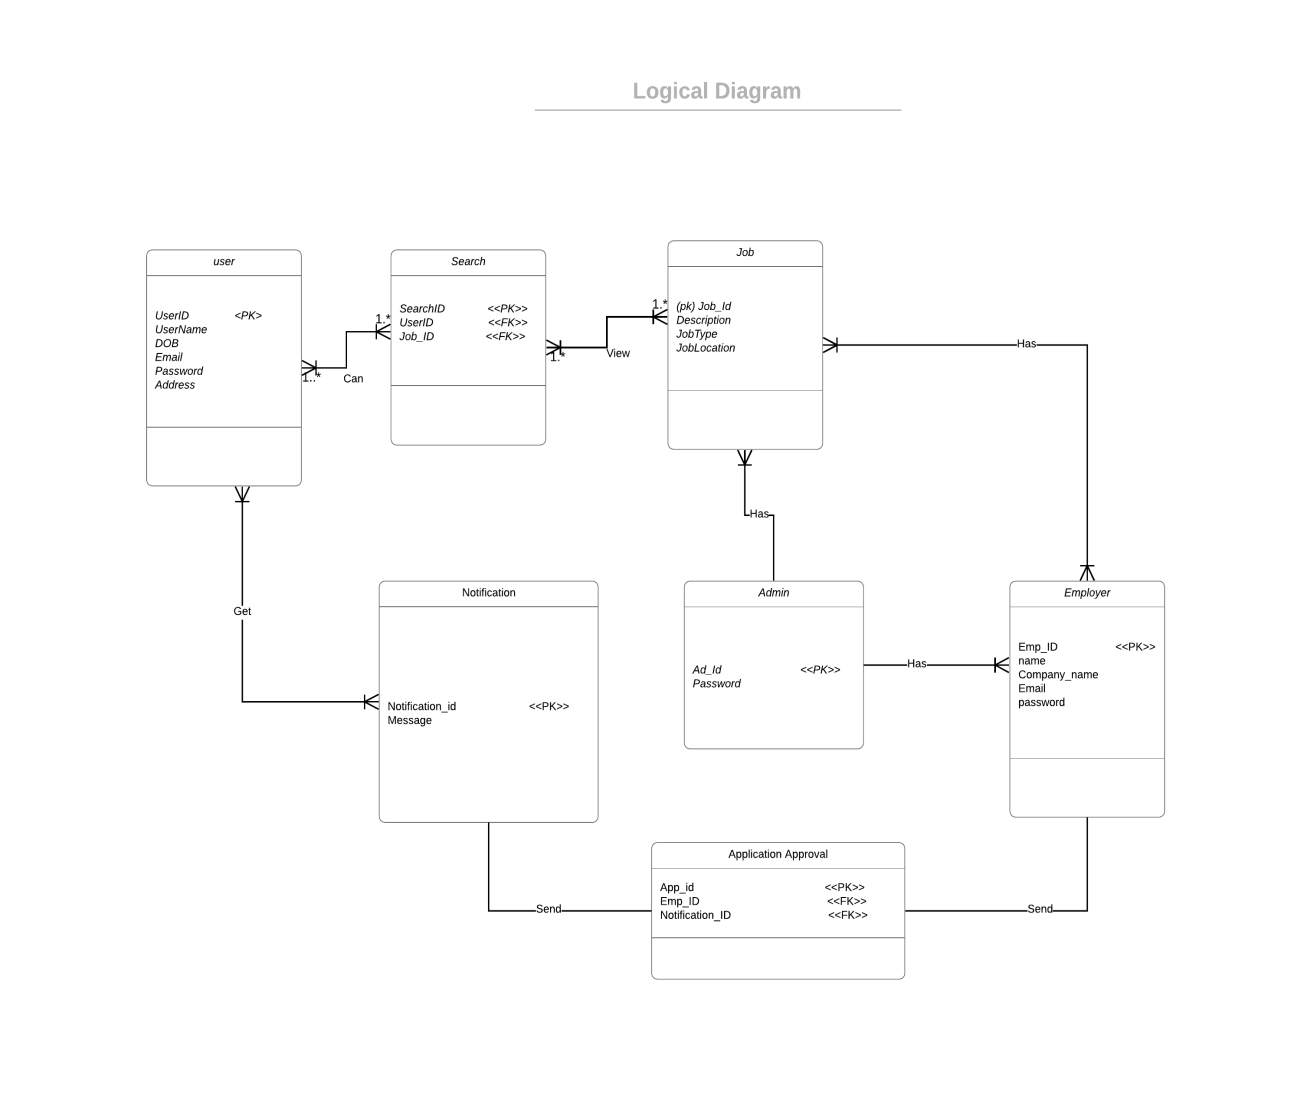 Logical Diagram
user
UserID <PK>
UserName
DOB
Email
Password
Address
1..*
Can
1.*
Search
SearchID <<PK>>
UserID <<FK>>
Job_ID <<FK>>
1.*
View
1.*
Job
(pk) Job_Id
Description
JobType
JobLocation
Has
Has
Get
Notification
Notification_id <<PK>>
Message
Admin
Ad_Id <<PK>>
Password
Has
Employer
Emp_ID <<PK>>
name
Company_name
Email
password
Send
Application Approval
App_id <<PK>>
Emp_ID <<FK>>
Notification_ID <<FK>>
Send